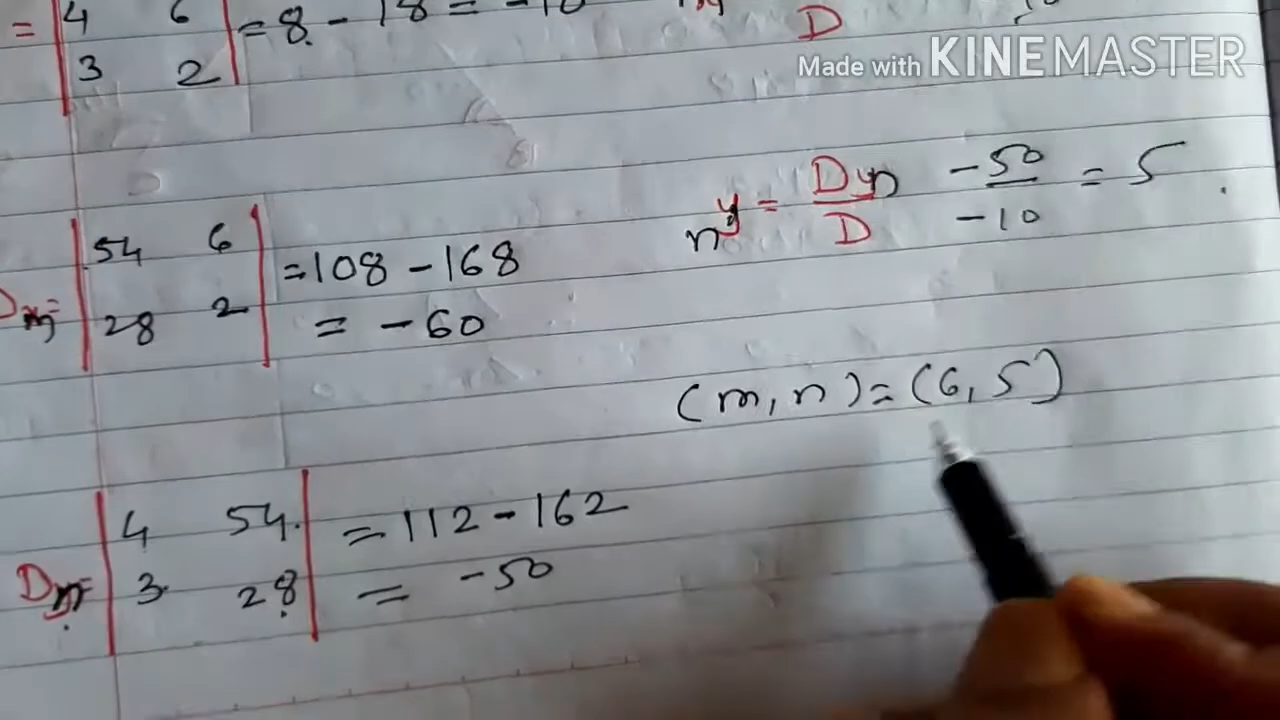 = | 4 6 | = 8 - 18 = -10
| 3 2 |
D
Made with KINEMASTER
n y = Dyn / D -50 / -10 = 5
Dm = | 54 6 | = 108 - 168
| 28 2 | = -60
(m, n) = (6, 5)
Dn = | 4 54 | = 112 - 162
| 3 28 | = -50